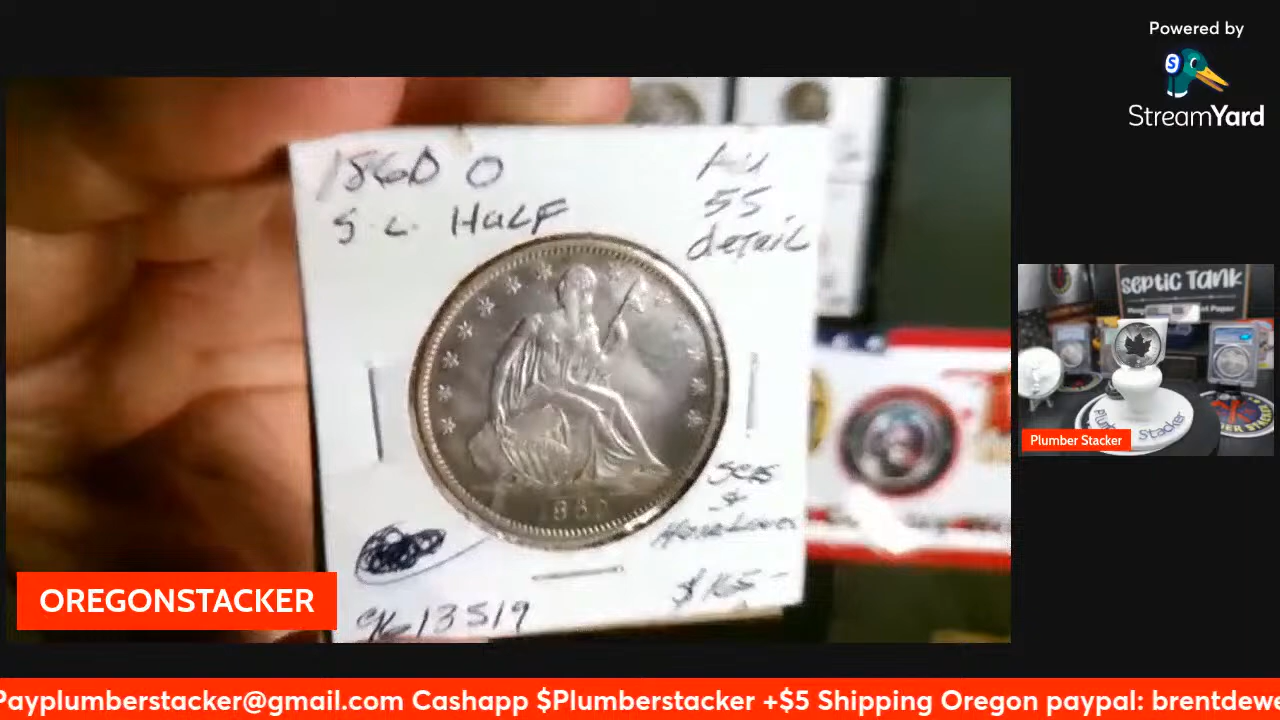 Powered by
StreamYard
1860 O
S. L. HALF
AU
55
detail
1860
$165-
9613519
OREGONSTACKER
SEPTIC TANK
Plumber Stacker
Payplumberstacker@gmail.com Cashapp $Plumberstacker +$5 Shipping Oregon paypal: brentdewe